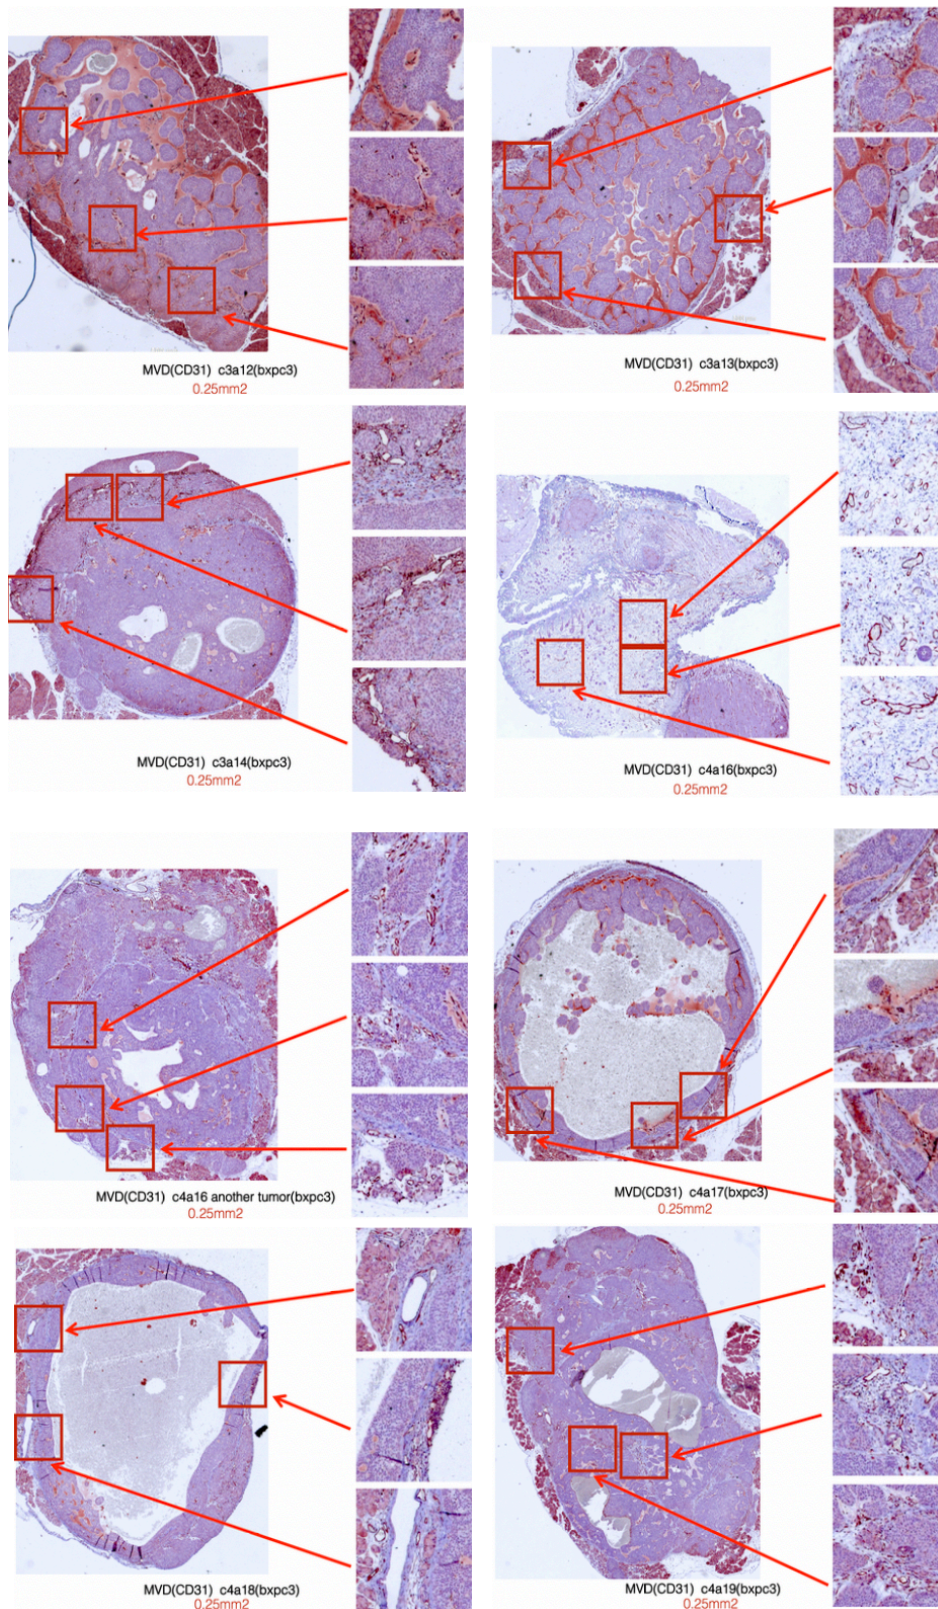 MVD(CD31) c3a12(bxpc3)
0.25mm2
MVD(CD31) c3a13(bxpc3)
0.25mm2
MVD(CD31) c3a14(bxpc3)
0.25mm2
MVD(CD31) c4a16(bxpc3)
0.25mm2
MVD(CD31) c4a16 another tumor(bxpc3)
0.25mm2
MVD(CD31) c4a17(bxpc3)
0.25mm2
MVD(CD31) c4a18(bxpc3)
0.25mm2
MVD(CD31) c4a19(bxpc3)
0.25mm2